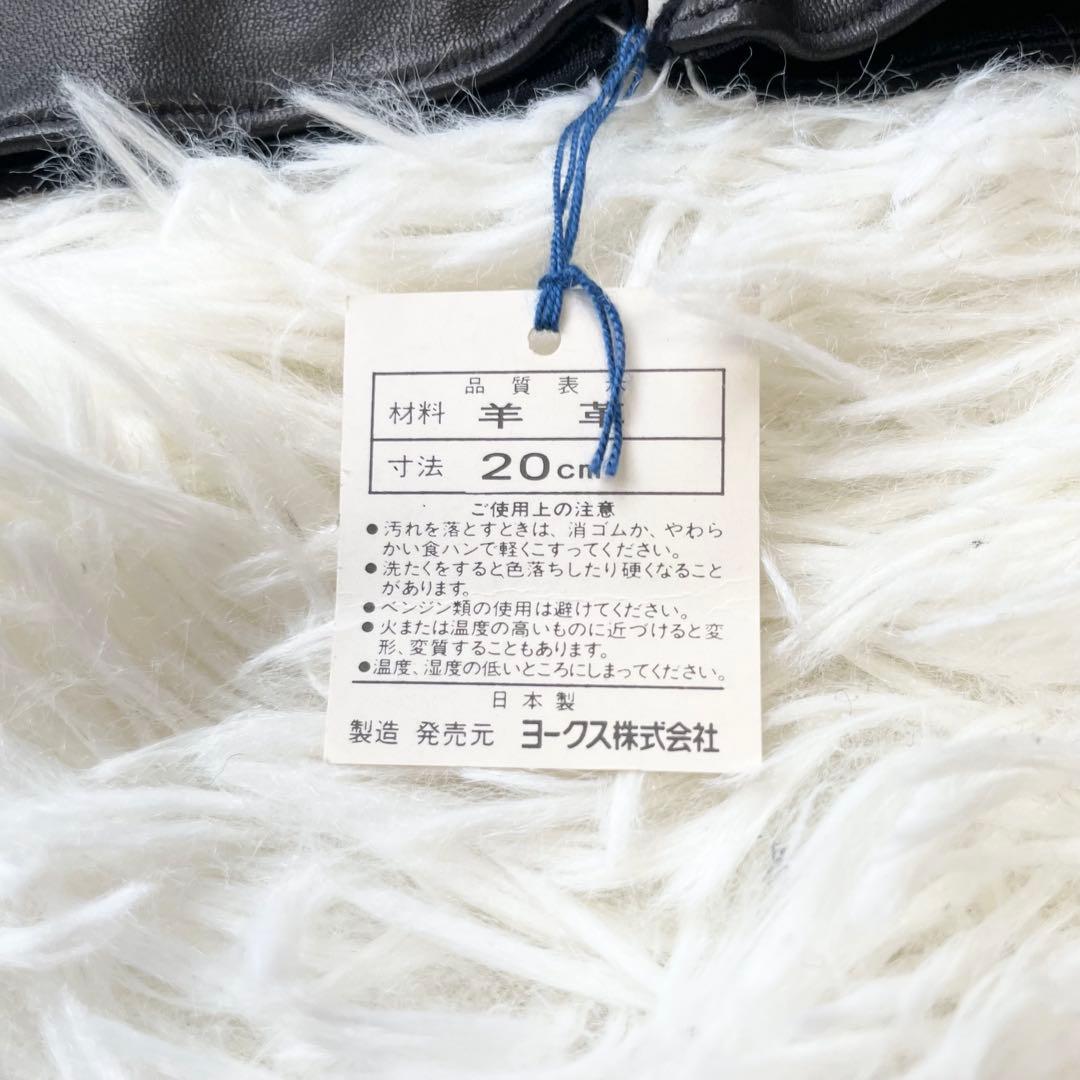 品質表示
材料 羊革
寸法 20cm
ご使用上の注意
●汚れを落とすときは、消ゴムか、やわら
かい食パンで軽くこすってください。
●洗たくをすると色落ちしたり硬くなること
があります。
●ベンジン類の使用は避けてください。
●火または温度の高いものに近づけると変
形、変質することもあります。
●温度、湿度の低いところにしまってください。
日本製
製造 発売元 ヨークス株式会社